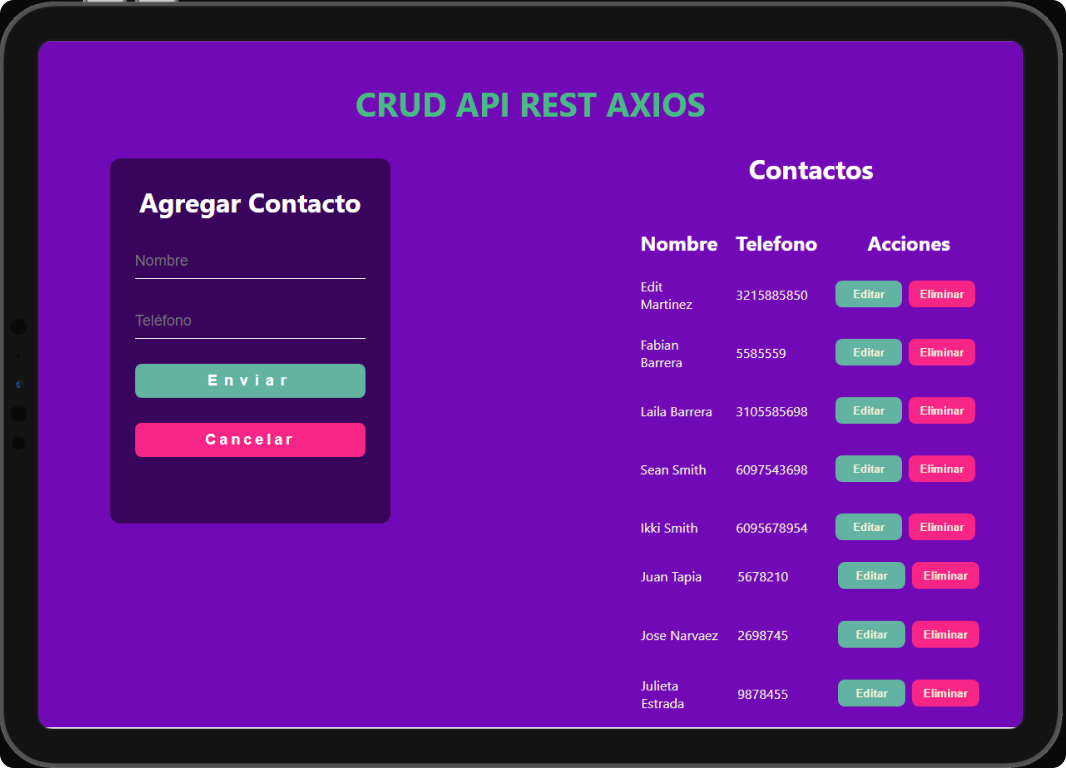 CRUD API REST AXIOS
Agregar Contacto
Nombre
Teléfono
Enviar
Cancelar
Contactos
Nombre Telefono Acciones
Edit
Martinez 3215885850 Editar Eliminar
Fabian
Barrera 5585559 Editar Eliminar
Laila Barrera 3105585698 Editar Eliminar
Sean Smith 6097543698 Editar Eliminar
Ikki Smith 6095678954 Editar Eliminar
Juan Tapia 5678210 Editar Eliminar
Jose Narvaez 2698745 Editar Eliminar
Julieta
Estrada 9878455 Editar Eliminar